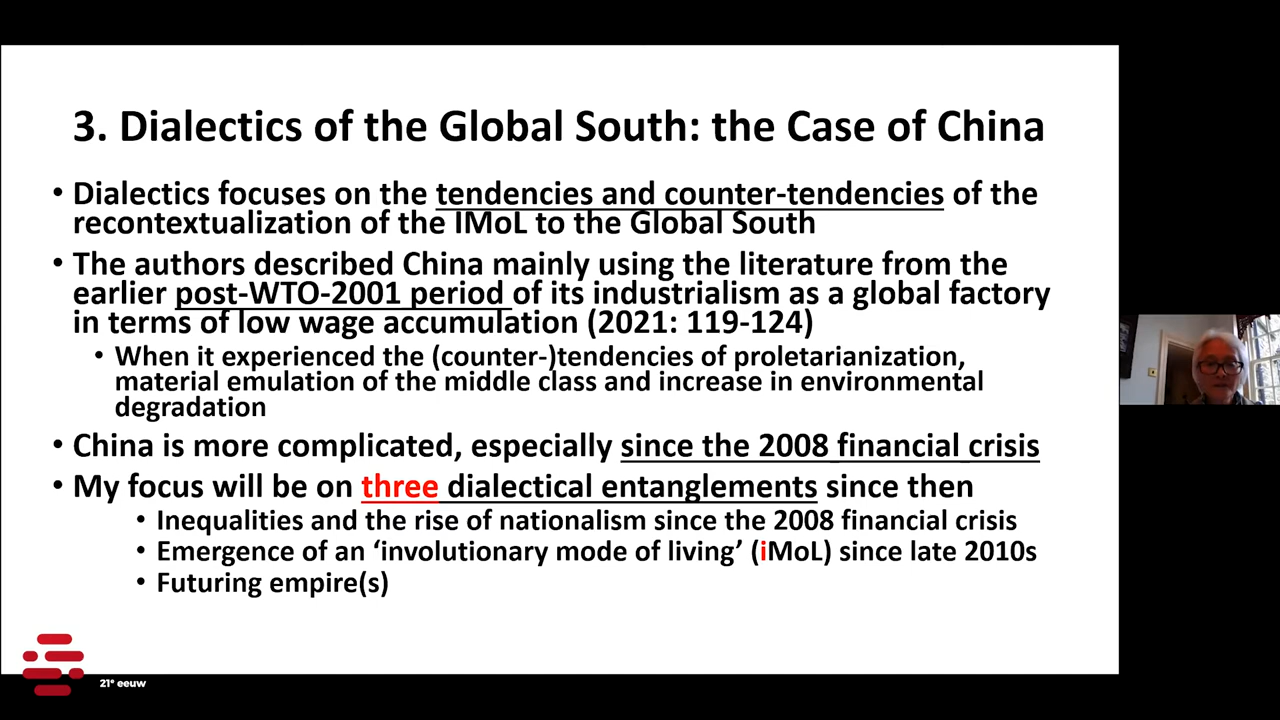 3. Dialectics of the Global South: the Case of China
• Dialectics focuses on the tendencies and counter-tendencies of the
recontextualization of the IMoL to the Global South
• The authors described China mainly using the literature from the
earlier post-WTO-2001 period of its industrialism as a global factory
in terms of low wage accumulation (2021: 119-124)
• When it experienced the (counter-)tendencies of proletarianization,
material emulation of the middle class and increase in environmental
degradation
• China is more complicated, especially since the 2008 financial crisis
• My focus will be on three dialectical entanglements since then
• Inequalities and the rise of nationalism since the 2008 financial crisis
• Emergence of an ‘involutionary mode of living’ (iMoL) since late 2010s
• Futuring empire(s)
21e eeuw